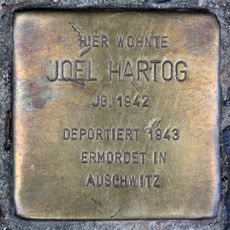 HIER WOHNTE
JOEL HARTOG
JG. 1942
DEPORTIERT 1943
ERMORDET IN
AUSCHWITZ